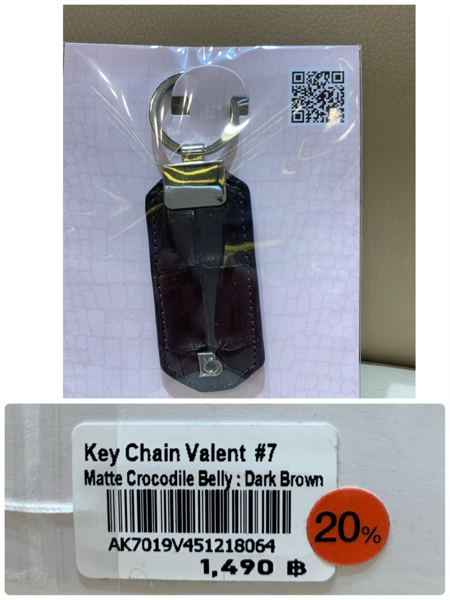 Key Chain Valent #7
Matte Crocodile Belly : Dark Brown
AK7019V451218064
1,490 ฿
20%